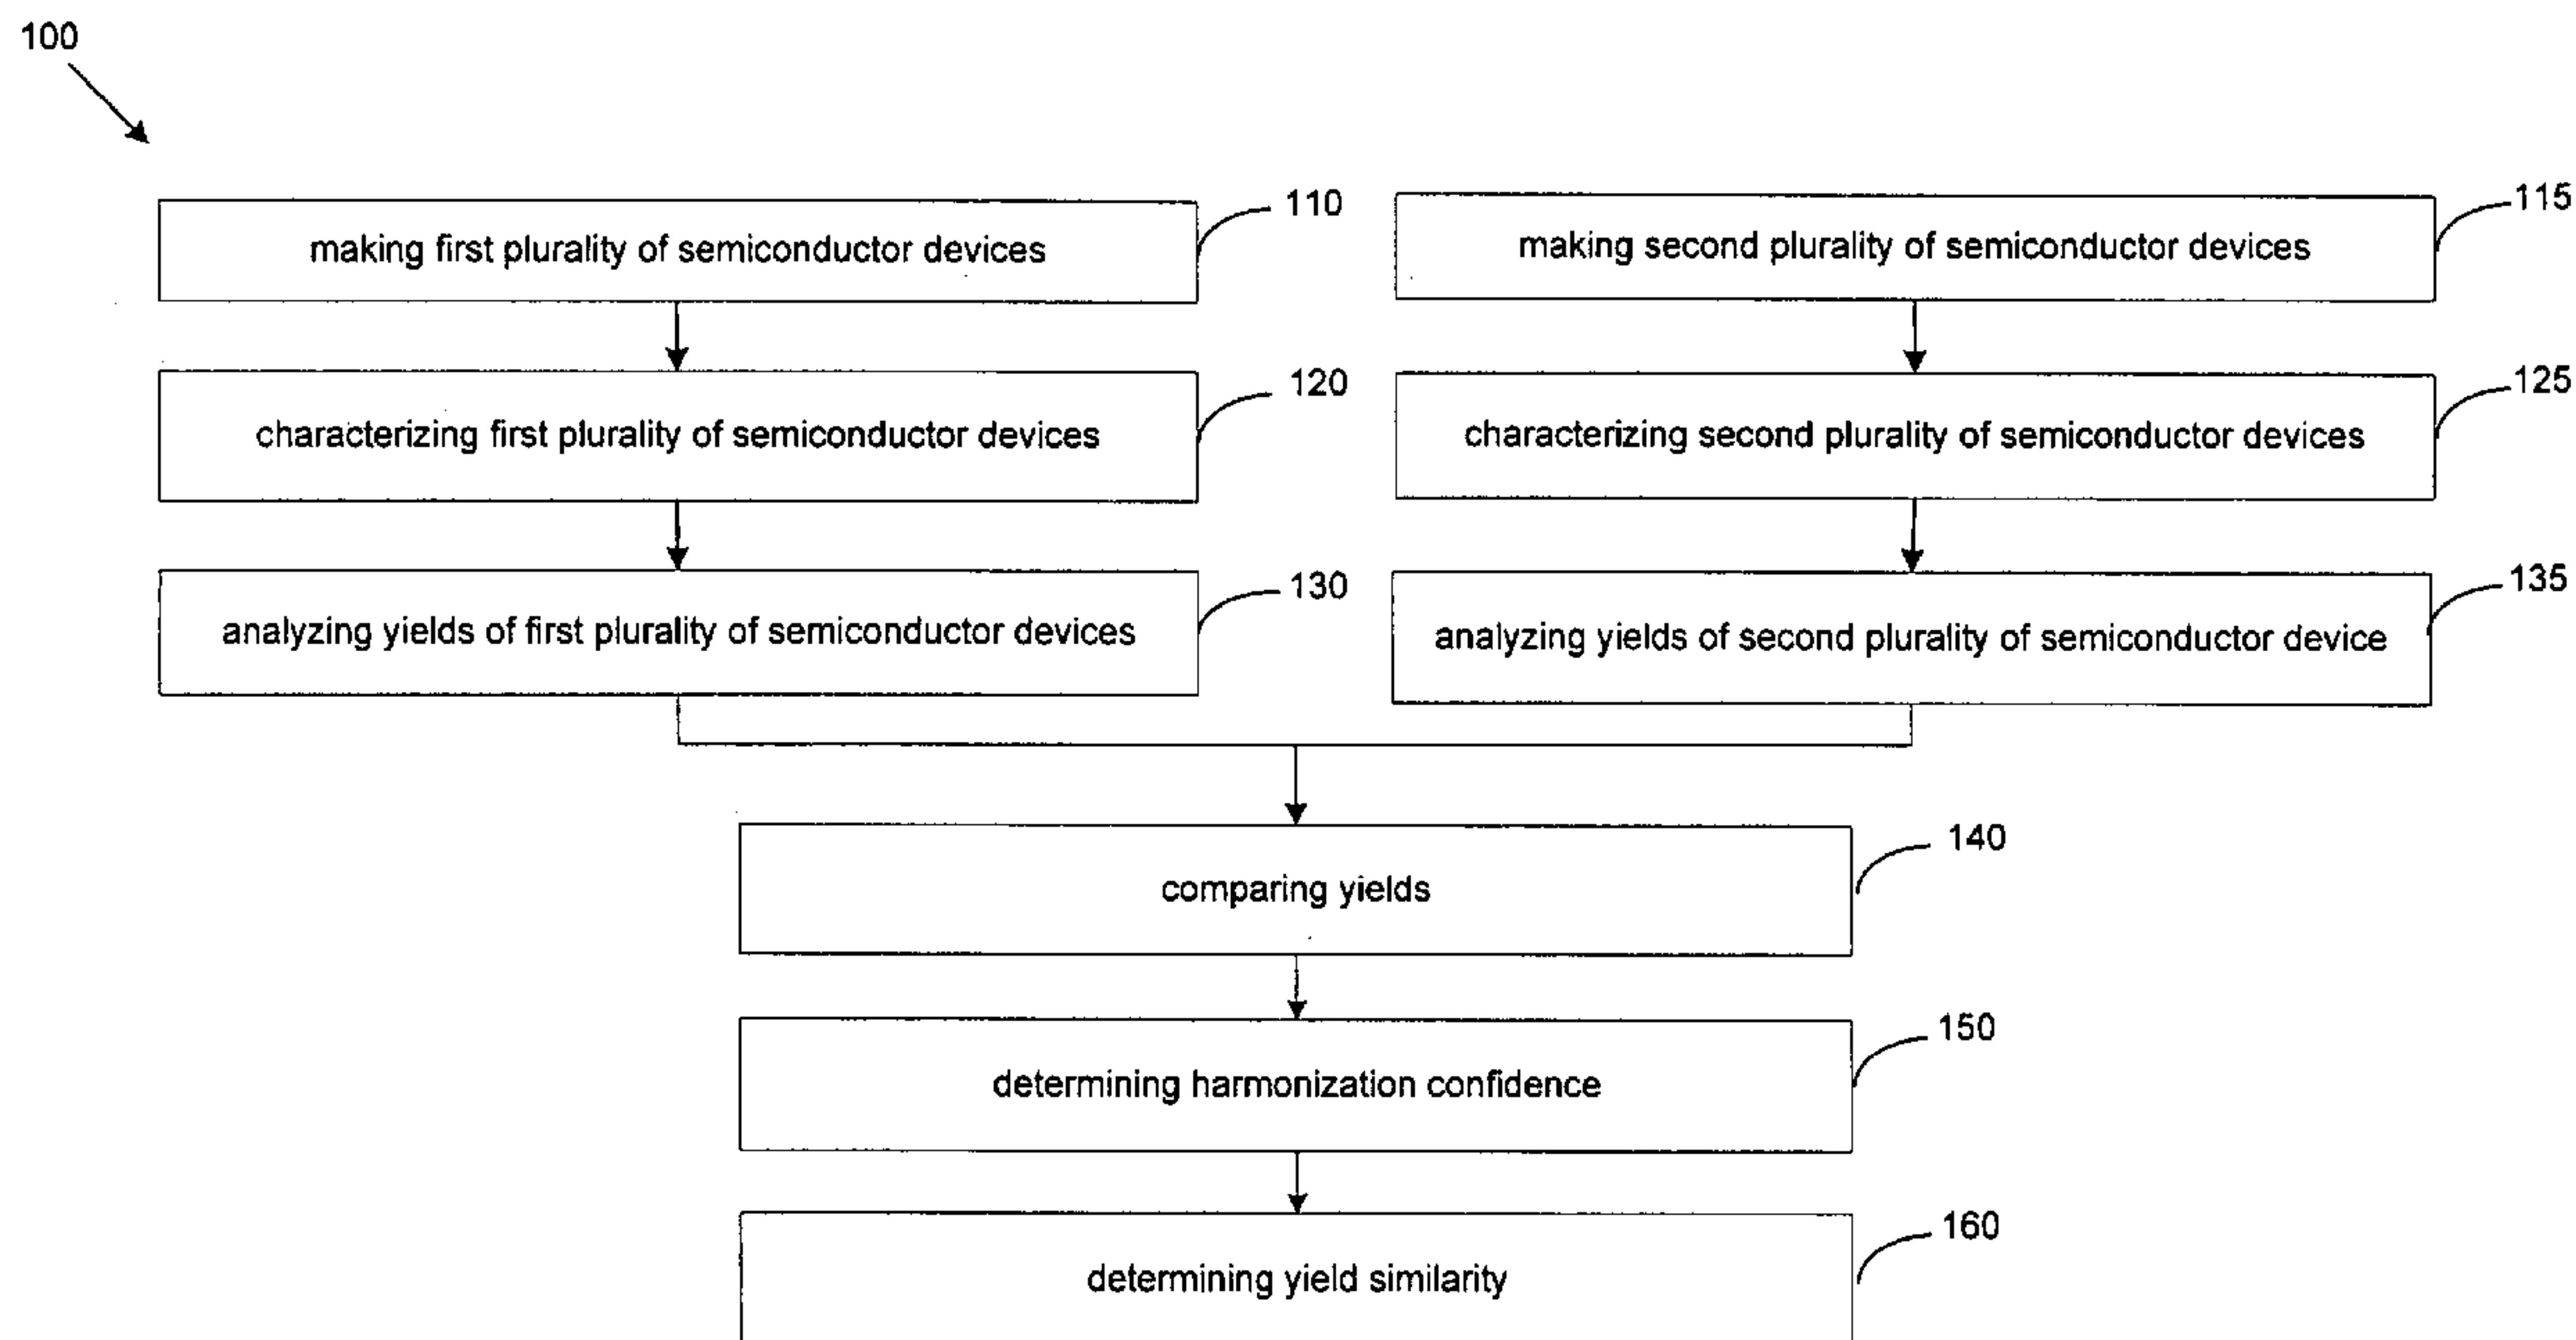 100
making first plurality of semiconductor devices
110
making second plurality of semiconductor devices
115
characterizing first plurality of semiconductor devices
120
characterizing second plurality of semiconductor devices
125
analyzing yields of first plurality of semiconductor devices
130
analyzing yields of second plurality of semiconductor device
135
comparing yields
140
determining harmonization confidence
150
determining yield similarity
160